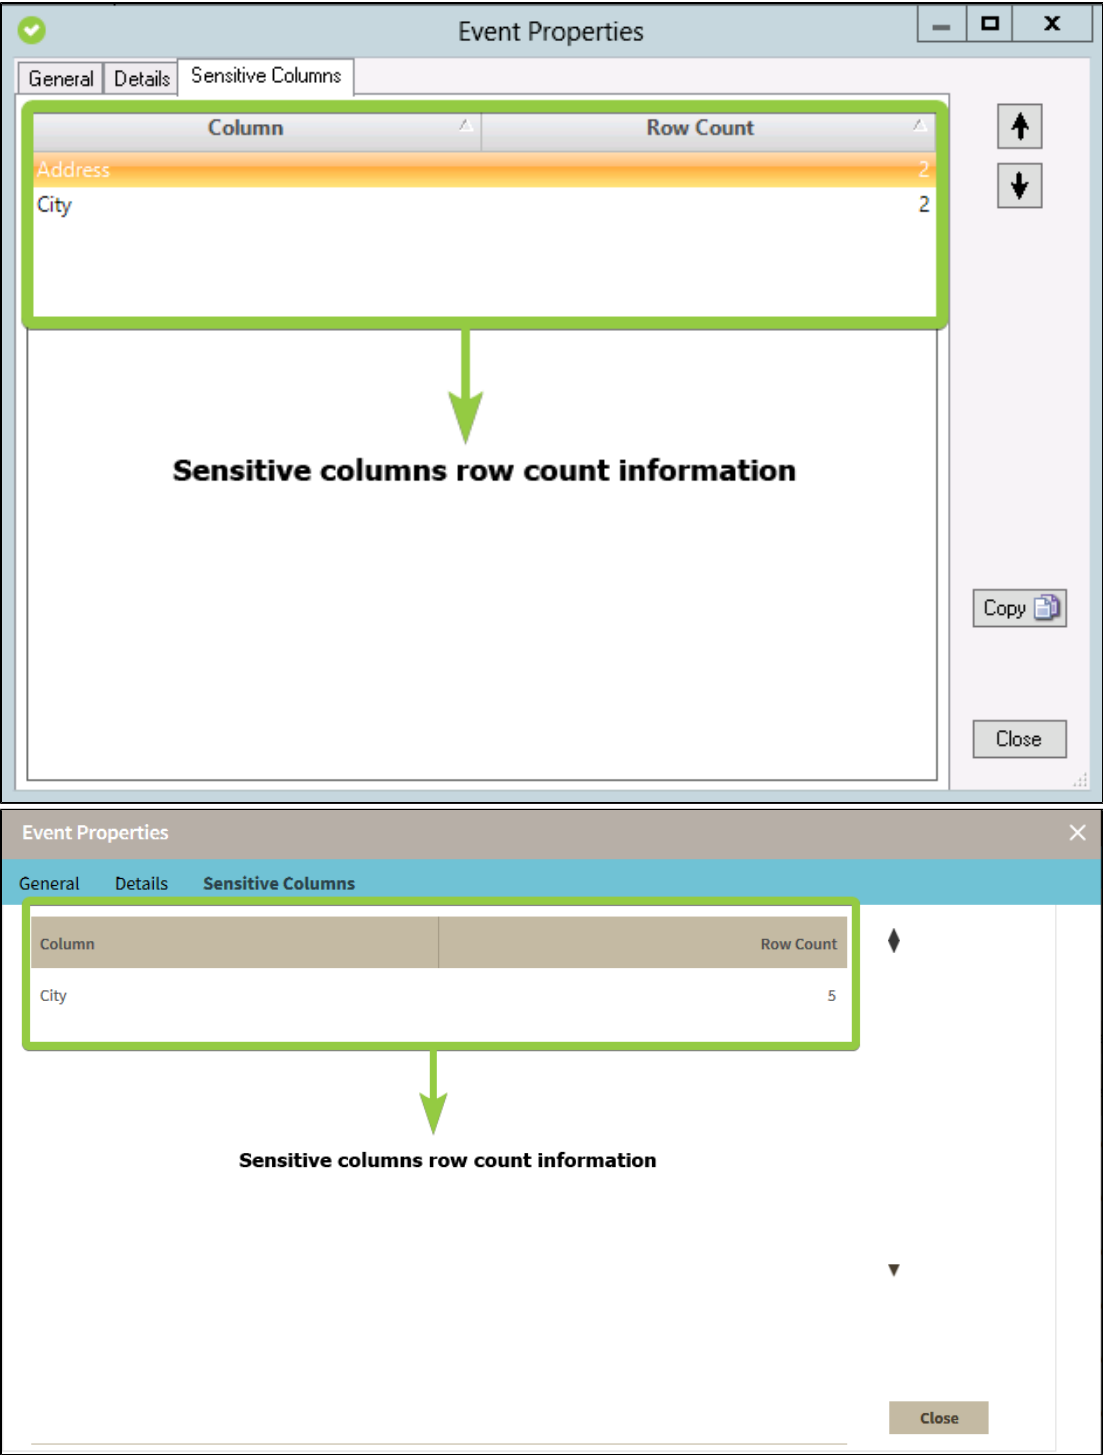 Event Properties
General Details Sensitive Columns
Column Row Count
Address 2
City 2
Sensitive columns row count information
Copy
Close
Event Properties
General Details Sensitive Columns
Column Row Count
City 5
Sensitive columns row count information
Close